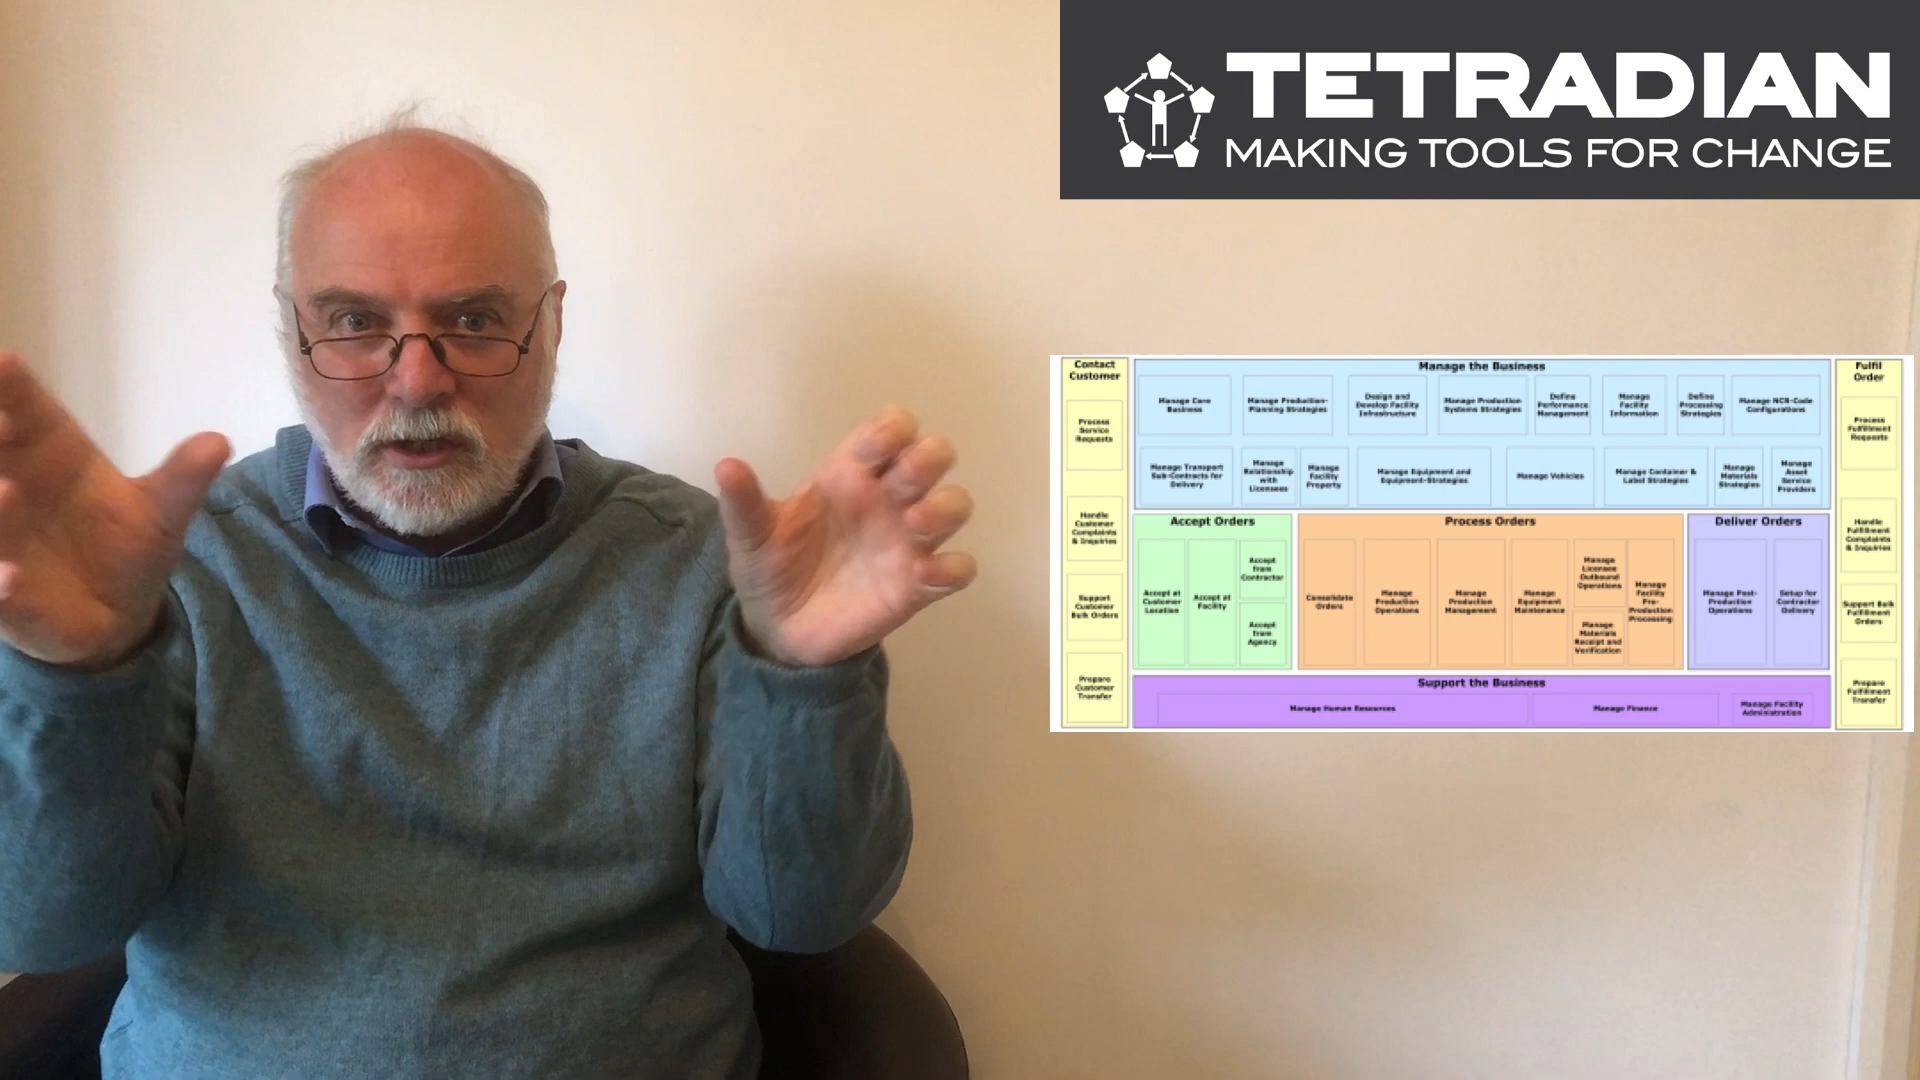 TETRADIAN
MAKING TOOLS FOR CHANGE
Contact
Customer
Process
Service
Requests
Handle
Customer
Complaints
& Inquiries
Support
Customer
Bulk Orders
Prepare
Customer
Transfer
Manage the Business
Manage Core
Business
Manage Production-
Planning Strategies
Design and
Develop Facility
Infrastructure
Manage Production
Systems Strategies
Define
Performance
Management
Manage
Facility
Information
Define
Processing
Strategies
Manage NCR-Code
Configurations
Manage Transport
Sub-Contracts for
Delivery
Manage
Relationship
with
Licensees
Manage
Facility
Property
Manage Equipment and
Equipment-Strategies
Manage Vehicles
Manage Container &
Label Strategies
Manage
Materials
Strategies
Manage
Asset
Service
Providers
Accept Orders
Accept at
Customer
Location
Accept at
Facility
Accept
from
Contractor
Accept
from
Agency
Process Orders
Consolidate
Orders
Manage
Production
Operations
Manage
Production
Management
Manage
Equipment
Maintenance
Manage
Licensee
Outbound
Operations
Manage
Materials
Receipt and
Verification
Manage
Facility
Pre-
Production
Processing
Deliver Orders
Manage Post-
Production
Operations
Setup for
Contractor
Delivery
Support the Business
Manage Human Resources
Manage Finance
Manage Facility
Administration
Fulfil
Order
Process
Fulfillment
Requests
Handle
Fulfillment
Complaints
& Inquiries
Support Bulk
Fulfillment
Orders
Prepare
Fulfillment
Transfer